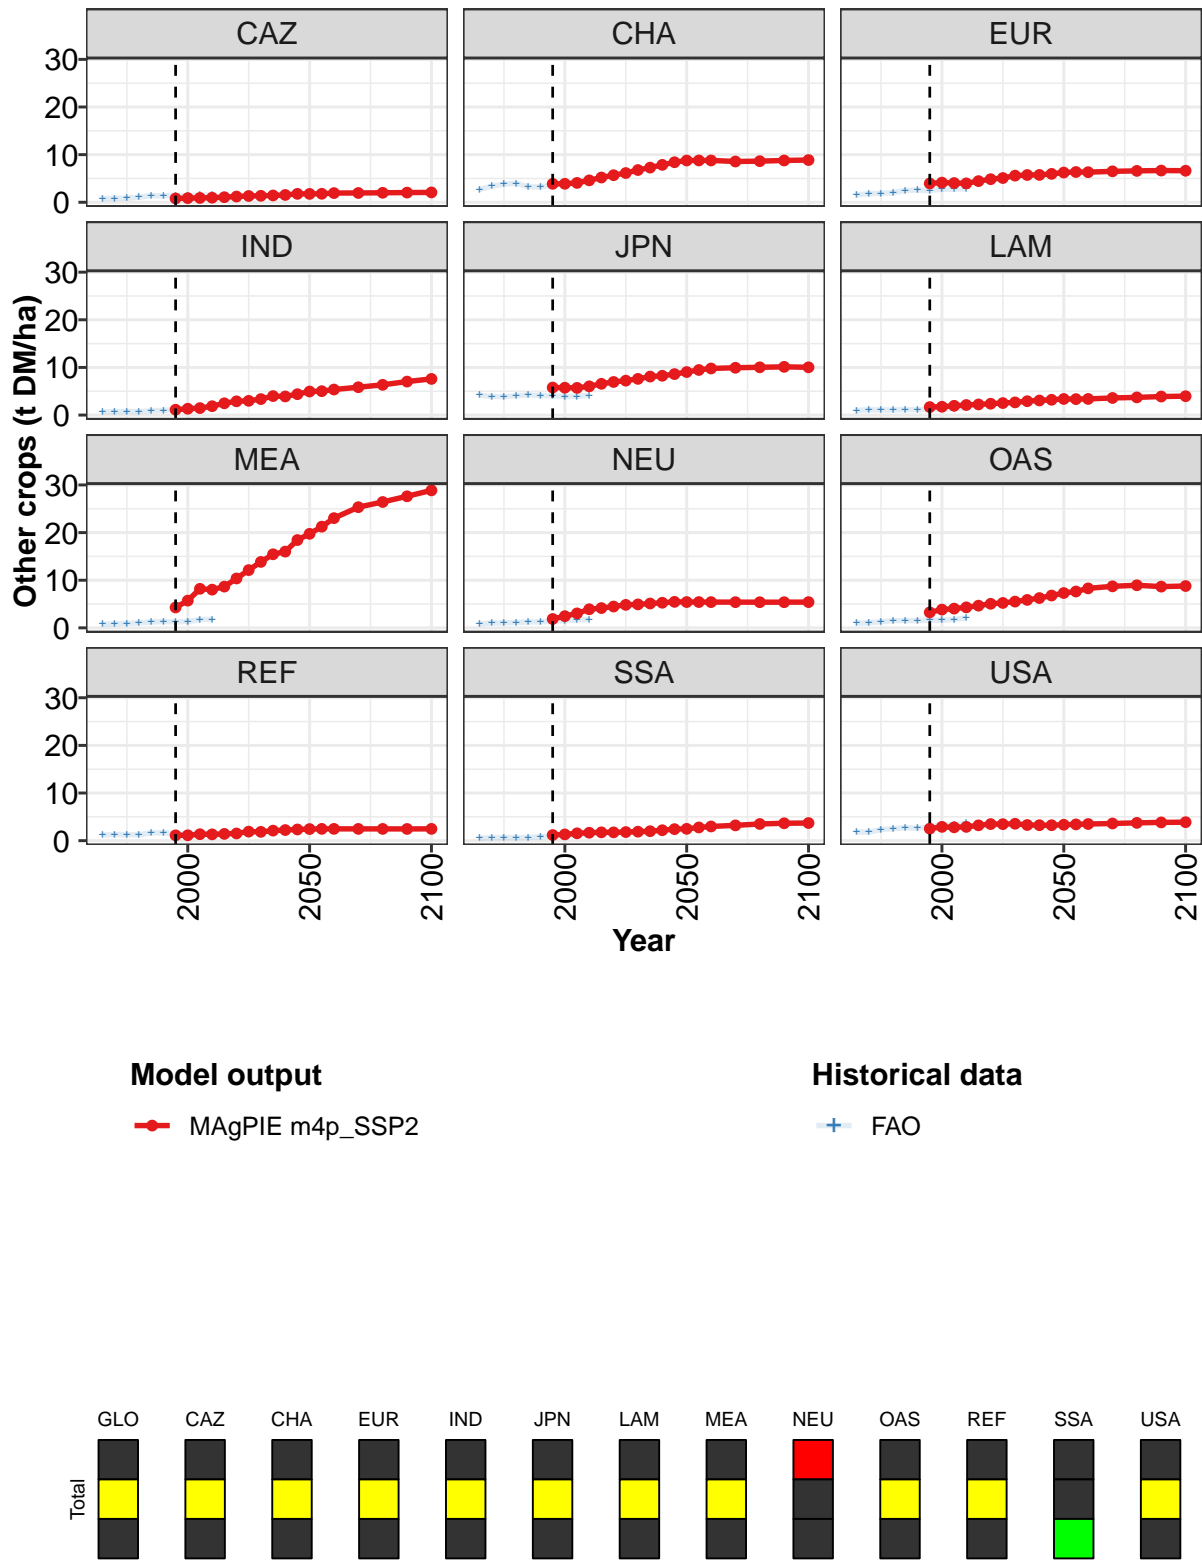 CAZ CHA EUR
30
20
10
0
IND JPN LAM
30
20
10
0
MEA NEU OAS
30
20
10
0
REF SSA USA
30
20
10
0
2000 2050 2100 2000 2050 2100 2000 2050 2100
Year
Other crops (t DM/ha)
Model output Historical data
MAgPIE m4p_SSP2 FAO
GLO CAZ CHA EUR IND JPN LAM MEA NEU OAS REF SSA USA
Total